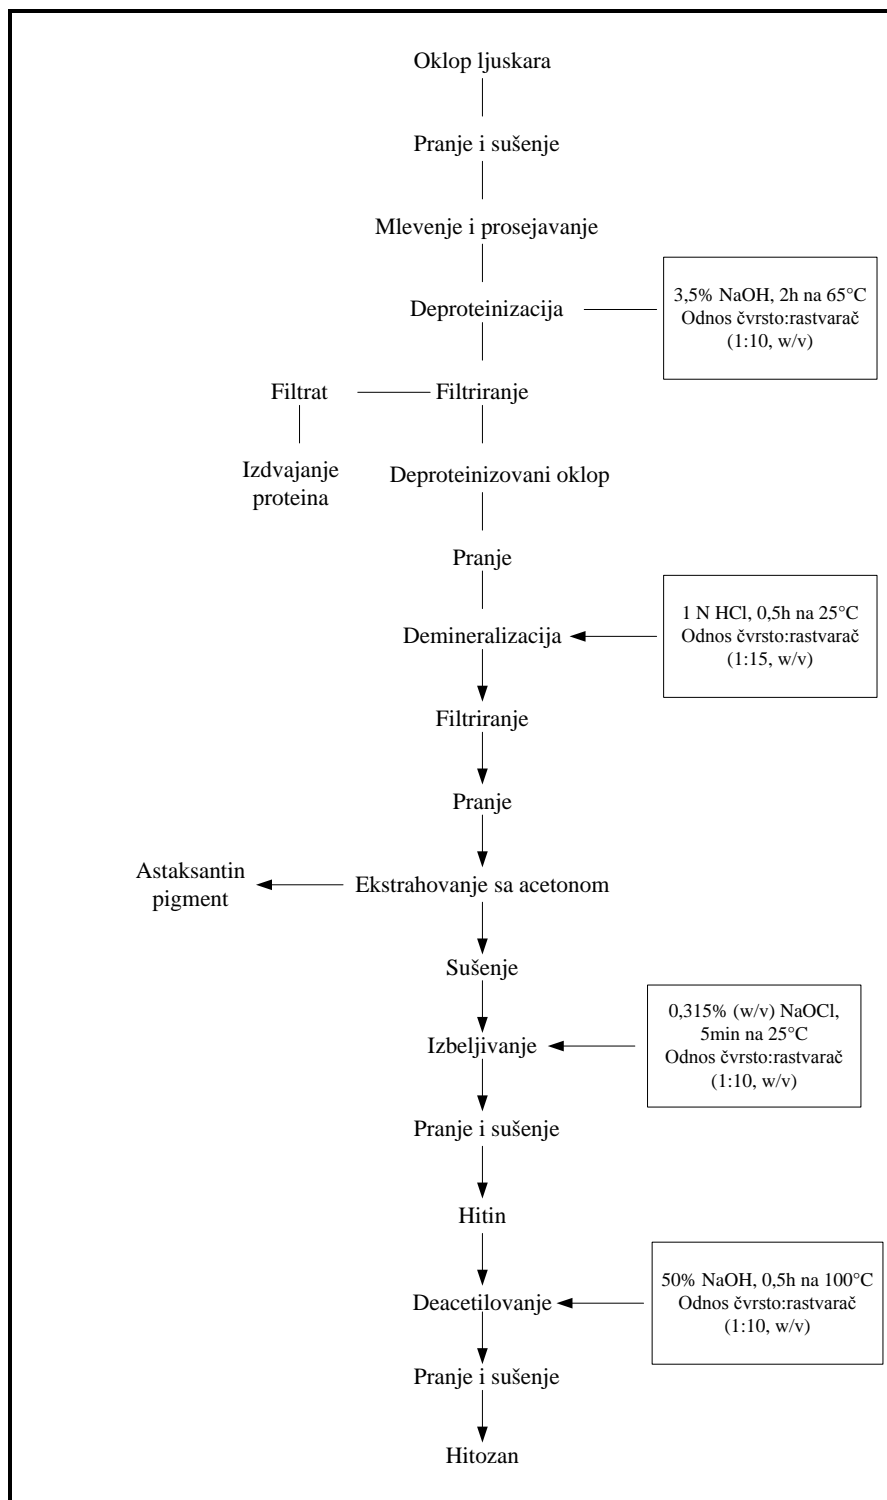 Oklop ljuskara
Pranje i sušenje
Mlevenje i prosejavanje
Deproteinizacija
3,5% NaOH, 2h na 65°C
Odnos čvrsto:rastvarač
(1:10, w/v)
Filtrat
Filtriranje
Izdvajanje
proteina
Deproteinizovani oklop
Pranje
Demineralizacija
1 N HCl, 0,5h na 25°C
Odnos čvrsto:rastvarač
(1:15, w/v)
Filtriranje
Pranje
Astaksantin
pigment
Ekstrahovanje sa acetonom
Sušenje
Izbeljivanje
0,315% (w/v) NaOCl,
5min na 25°C
Odnos čvrsto:rastvarač
(1:10, w/v)
Pranje i sušenje
Hitin
Deacetilovanje
50% NaOH, 0,5h na 100°C
Odnos čvrsto:rastvarač
(1:10, w/v)
Pranje i sušenje
Hitozan